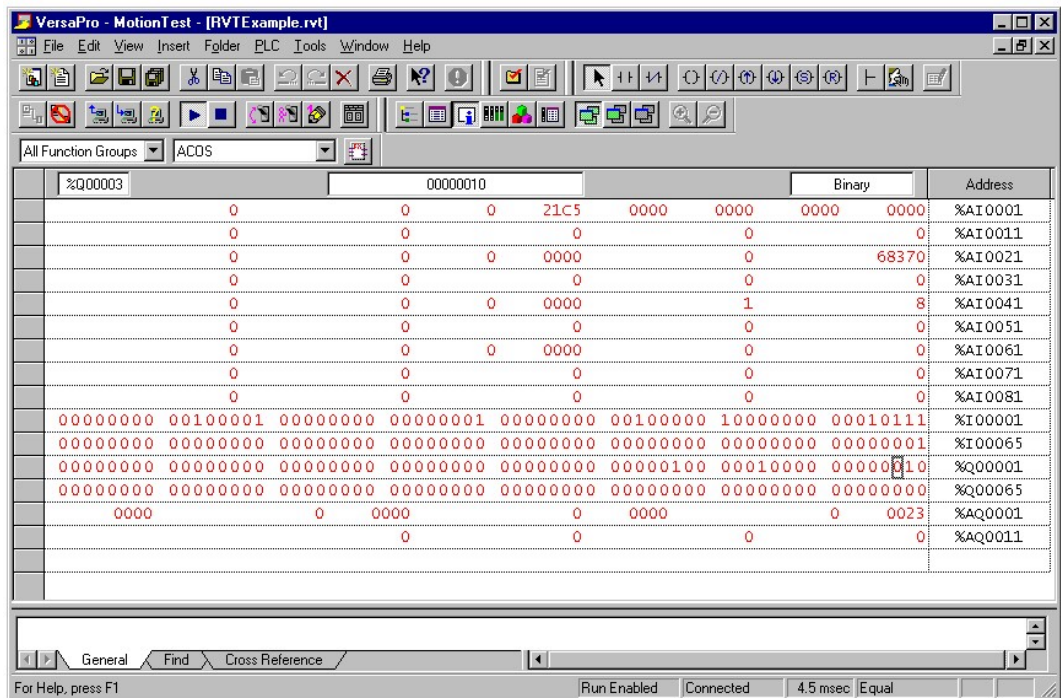 VersaPro - MotionTest - [RVTExample.rvt]
File Edit View Insert Folder PLC Tools Window Help
All Function Groups ACOS
%Q00003 00000010 Binary Address
0 0 0 21C5 0000 0000 0000 0000 %AI0001
0 0 0 0 0 %AI0011
0 0 0 0000 0 68370 %AI0021
0 0 0 0 0 %AI0031
0 0 0 0000 1 8 %AI0041
0 0 0 0 0 %AI0051
0 0 0 0000 0 0 %AI0061
0 0 0 0 0 %AI0071
0 0 0 0 0 %AI0081
00000000 00100001 00000000 00000001 00000000 00100000 10000000 00010111 %I00001
00000000 00000000 00000000 00000000 00000000 00000000 00000000 00000001 %I00065
00000000 00000000 00000000 00000000 00000000 00000100 00010000 00000010 %Q00001
00000000 00000000 00000000 00000000 00000000 00000000 00000000 00000000 %Q00065
0000 0 0000 0 0000 0 0023 %AQ0001
0 0 0 0 %AQ0011
General Find Cross Reference
For Help, press F1 Run Enabled Connected 4.5 msec Equal